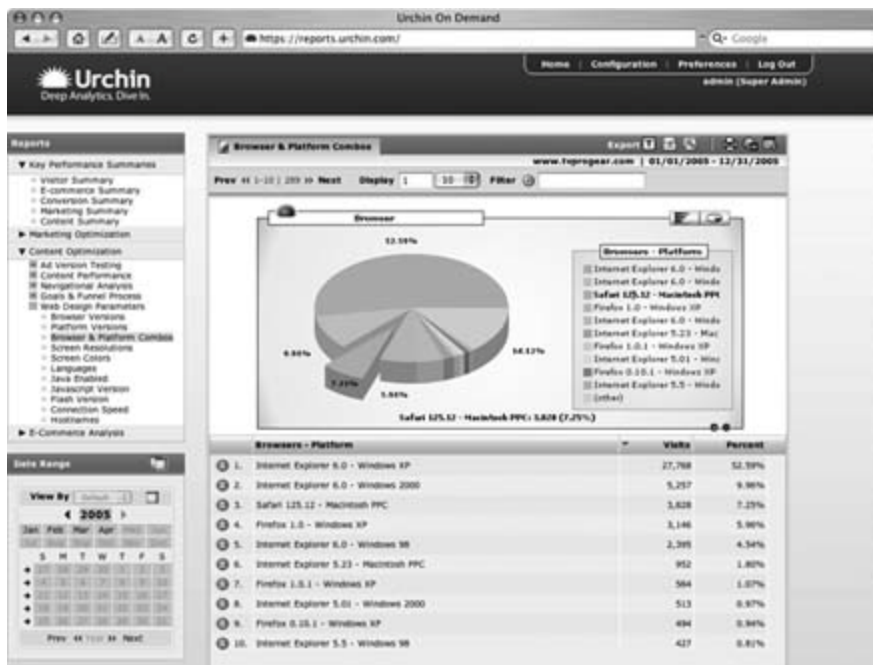 Urchin On Demand
https://reports.urchin.com/
Google
Urchin
Deep Analytics. Dive In.
Home | Configuration | Preferences | Log Out
admin (Super Admin)
Reports
Key Performance Summaries
Visitor Summary
E-commerce Summary
Conversion Summary
Marketing Summary
Content Summary
Marketing Optimization
Content Optimization
Ad Version Testing
Content Performance
Navigational Analysis
Goals & Funnel Process
Web Design Parameters
Browser Versions
Platform Versions
Browser & Platform Combos
Screen Resolutions
Screen Colors
Languages
Java Enabled
Javascript Version
Flash Version
Connection Speed
Hostnames
E-Commerce Analysis
Date Range
View By Default
2005
Jan Feb Mar Apr
S M T W T F S
Prev Year Next
Browser & Platform Combos
Export
www.tvprogear.com | 01/01/2005 - 12/31/2005
Prev 1-10 | 289 Next Display 1 10 Filter
Browser
52.59%
9.96%
7.25%
5.96%
Browsers - Platform
Internet Explorer 6.0 - Windo
Internet Explorer 6.0 - Windo
Safari 125.12 - Macintosh PPC
Firefox 1.0 - Windows XP
Internet Explorer 6.0 - Windo
Internet Explorer 5.23 - Mac
Firefox 1.0.1 - Windows XP
Internet Explorer 5.01 - Winc
Firefox 0.10.1 - Windows XP
Internet Explorer 5.5 - Windo
(other)
Safari 125.12 - Macintosh PPC: 3,828 (7.25%)
Browsers - Platform Visits Percent
1. Internet Explorer 6.0 - Windows XP 27,768 52.59%
2. Internet Explorer 6.0 - Windows 2000 5,257 9.96%
3. Safari 125.12 - Macintosh PPC 3,828 7.25%
4. Firefox 1.0 - Windows XP 3,146 5.96%
5. Internet Explorer 6.0 - Windows 98 2,395 4.54%
6. Internet Explorer 5.23 - Macintosh PPC 952 1.80%
7. Firefox 1.0.1 - Windows XP 564 1.07%
8. Internet Explorer 5.01 - Windows 2000 513 0.97%
9. Firefox 0.10.1 - Windows XP 494 0.94%
10. Internet Explorer 5.5 - Windows 98 427 0.81%